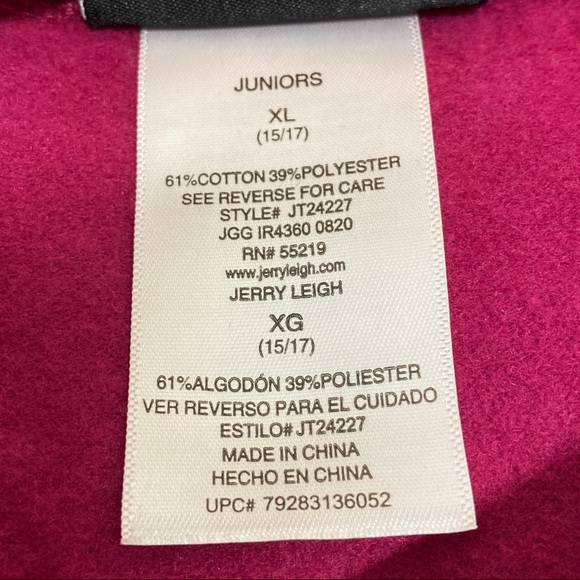 JUNIORS
XL
(15/17)
61%COTTON 39%POLYESTER
SEE REVERSE FOR CARE
STYLE# JT24227
JGG IR4360 0820
RN# 55219
www.jerryleigh.com
JERRY LEIGH
XG
(15/17)
61%ALGODÓN 39%POLIESTER
VER REVERSO PARA EL CUIDADO
ESTILO# JT24227
MADE IN CHINA
HECHO EN CHINA
UPC# 79283136052